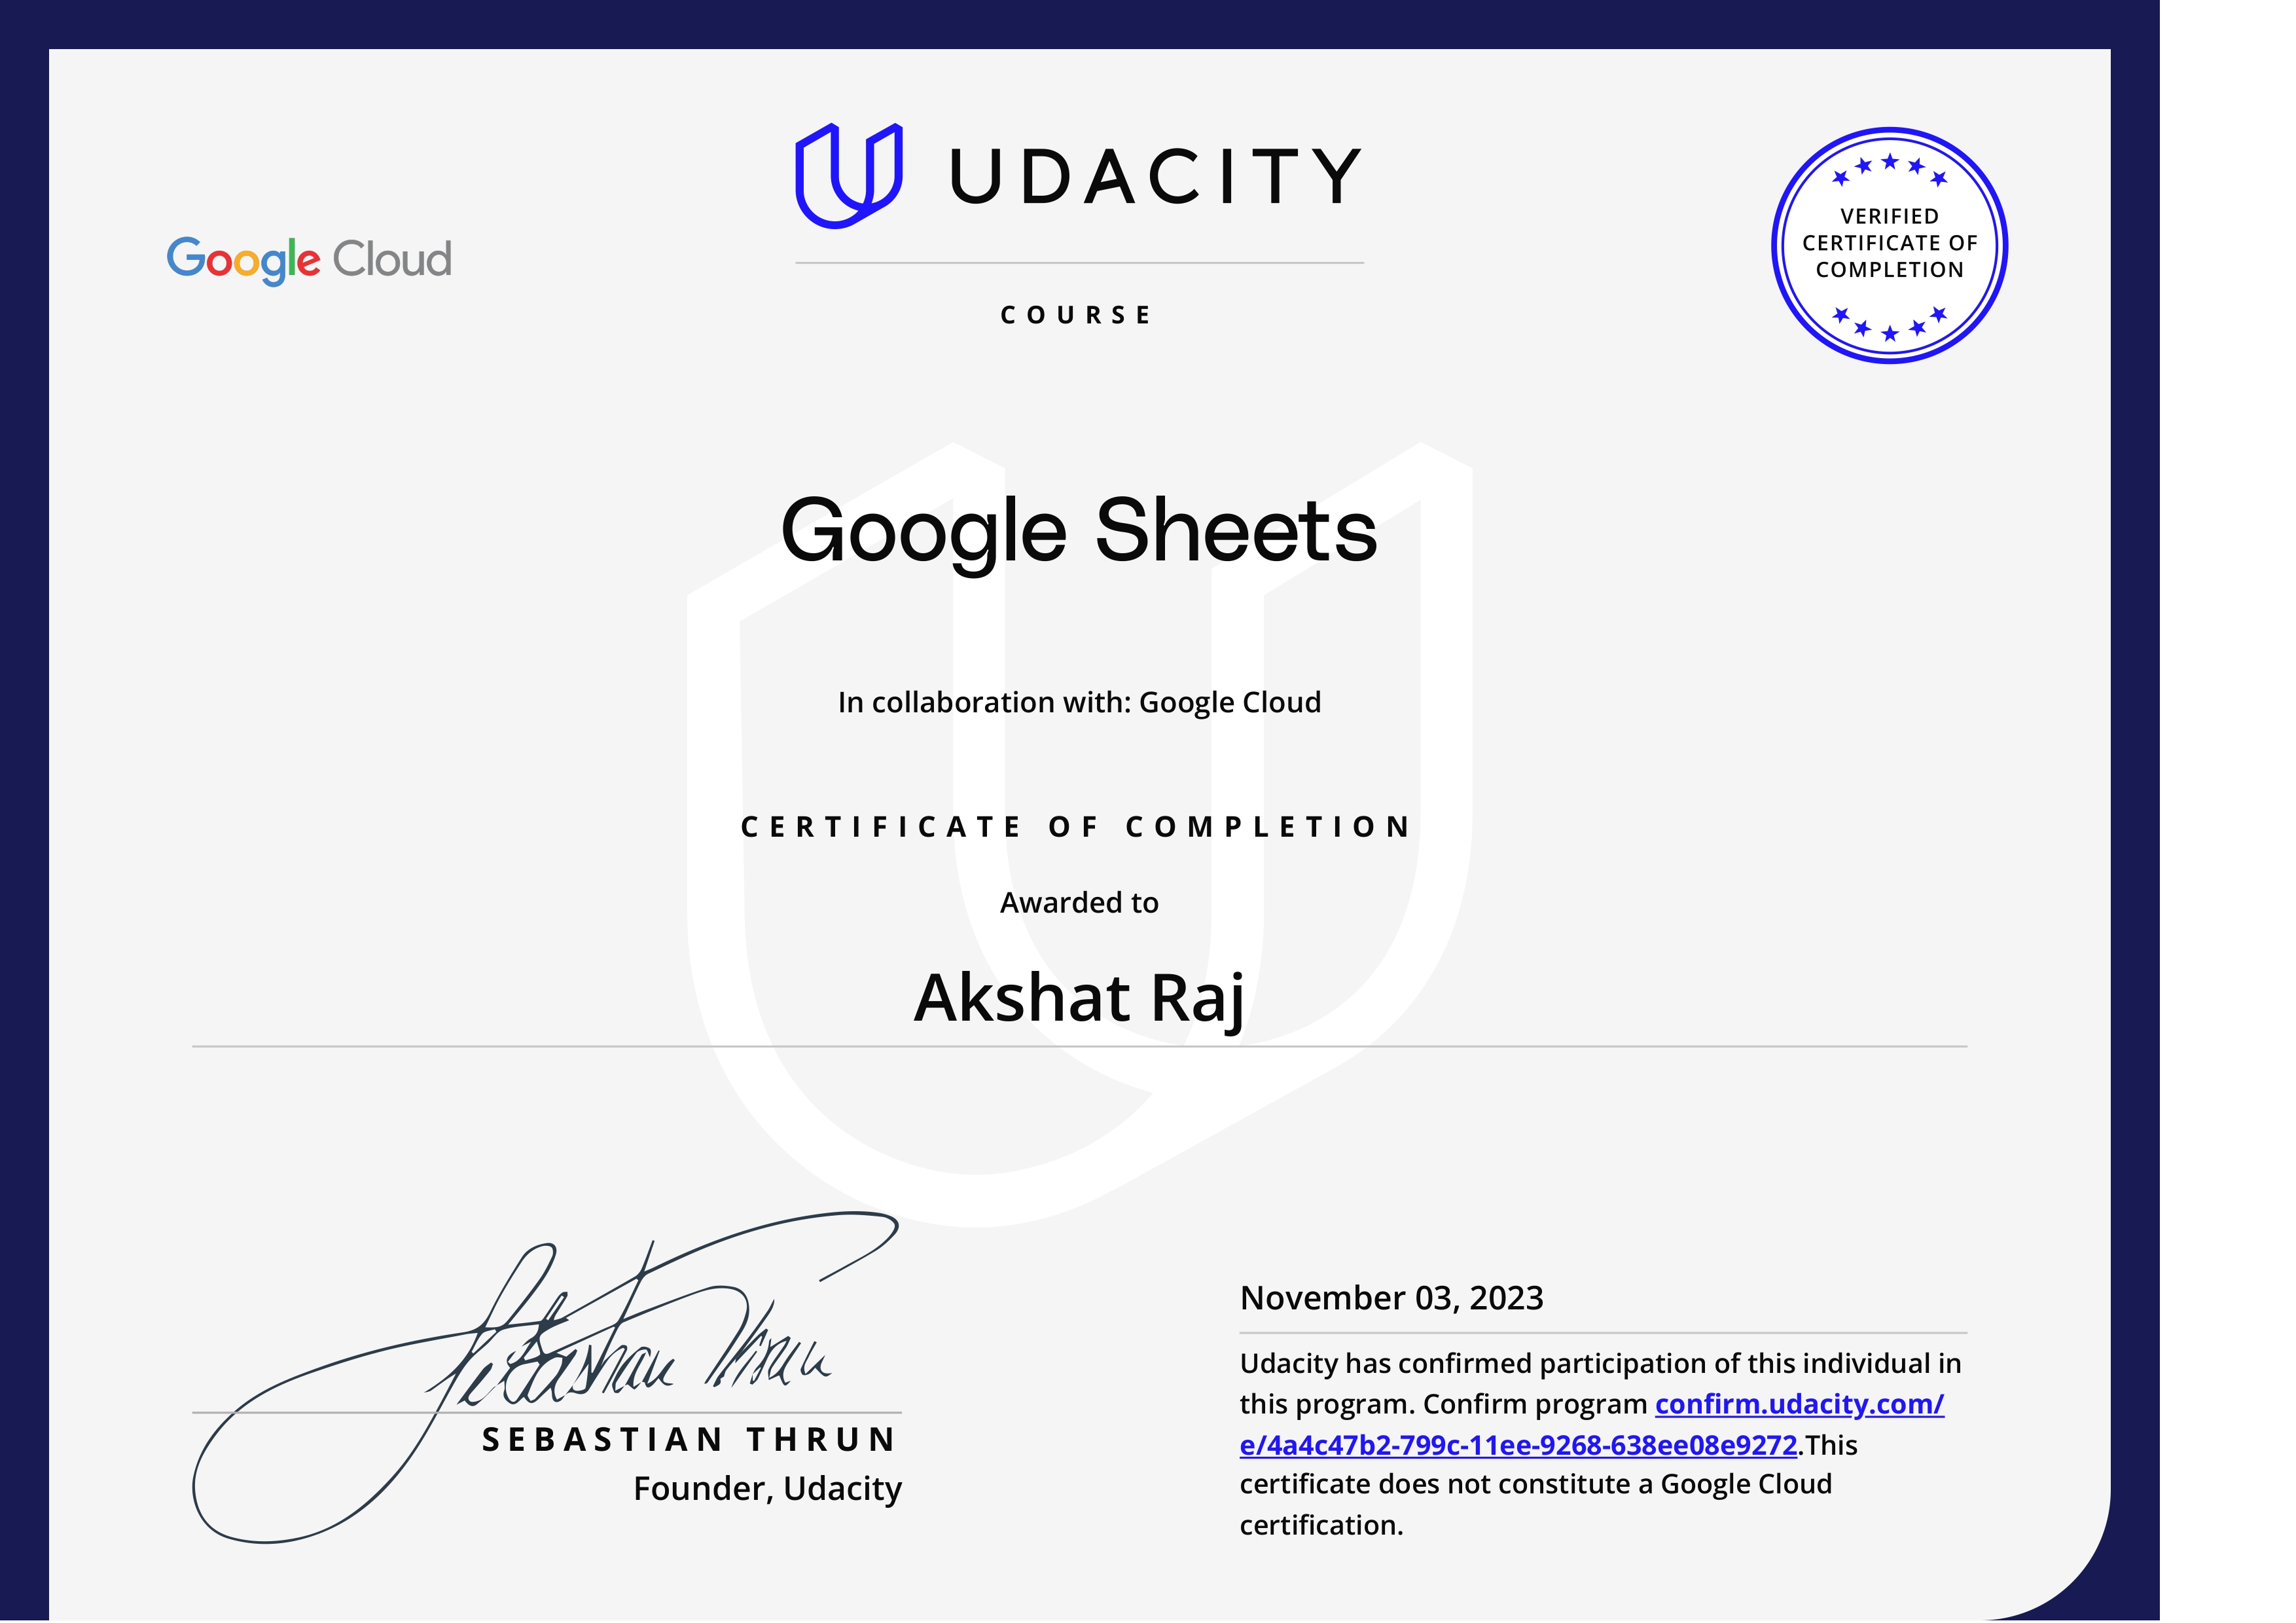 UDACITY
Google Cloud
COURSE
VERIFIED
CERTIFICATE OF
COMPLETION
Google Sheets
In collaboration with: Google Cloud
CERTIFICATE OF COMPLETION
Awarded to
Akshat Raj
Sebastian Thrun
SEBASTIAN THRUN
Founder, Udacity
November 03, 2023
Udacity has confirmed participation of this individual in
this program. Confirm program confirm.udacity.com/
e/4a4c47b2-799c-11ee-9268-638ee08e9272.This
certificate does not constitute a Google Cloud
certification.